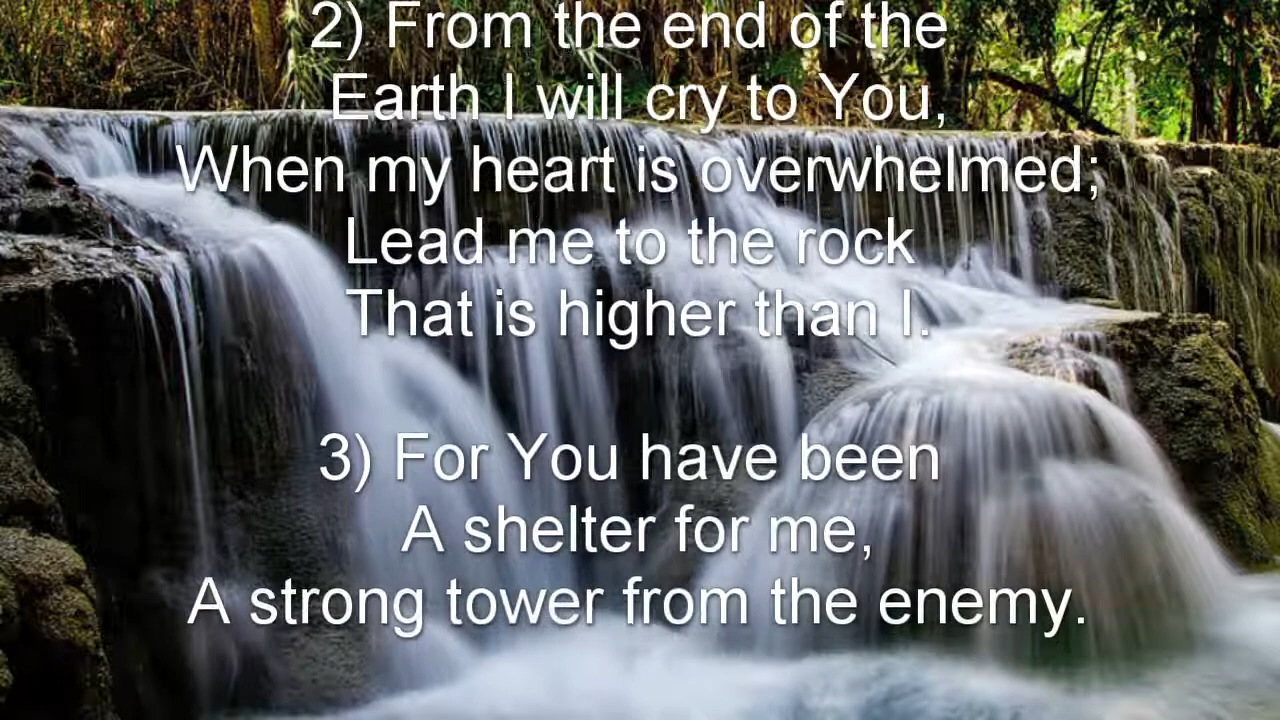 2) From the end of the
Earth I will cry to You,
When my heart is overwhelmed;
Lead me to the rock
That is higher than I.
3) For You have been
A shelter for me,
A strong tower from the enemy.